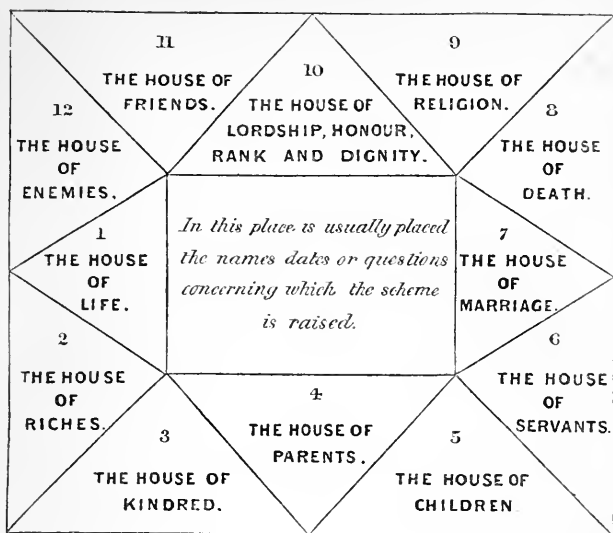 11
THE HOUSE OF
FRIENDS.
10
THE HOUSE OF
LORDSHIP, HONOUR,
RANK AND DIGNITY.
9
THE HOUSE OF
RELIGION.
12
THE HOUSE
OF
ENEMIES.
8
THE HOUSE
OF
DEATH.
1
THE HOUSE
OF
LIFE.
In this place is usually placed
the names dates or questions
concerning which the scheme
is raised.
7
THE HOUSE
OF
MARRIAGE.
2
THE HOUSE
OF
RICHES.
6
THE HOUSE
OF
SERVANTS.
3
THE HOUSE OF
KINDRED.
4
THE HOUSE OF
PARENTS.
5
THE HOUSE OF
CHILDREN